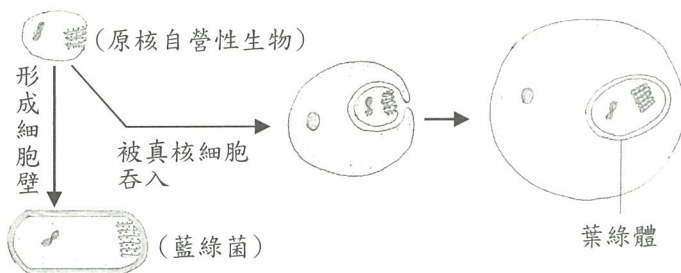 (原核自營性生物)
形成細胞壁
被真核細胞
吞入
(藍綠菌)
葉綠體